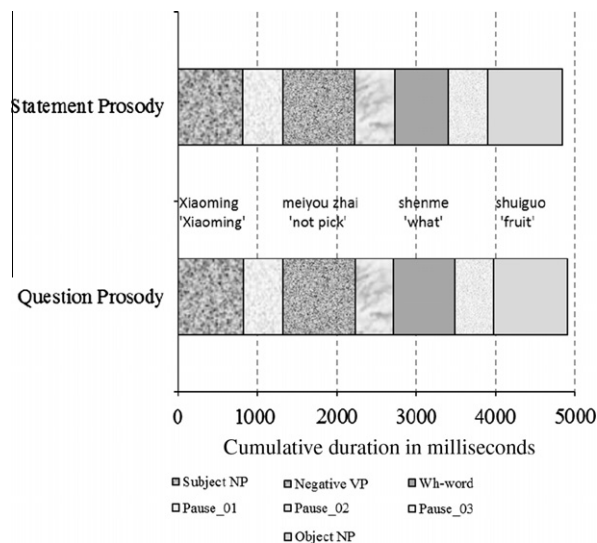 Statement Prosody
Xiaoming meiyou zhai shenme shuiguo
'Xiaoming' 'not pick' 'what' 'fruit'
Question Prosody
0 1000 2000 3000 4000 5000
Cumulative duration in milliseconds
Subject NP Negative VP Wh-word
Pause_01 Pause_02 Pause_03
Object NP